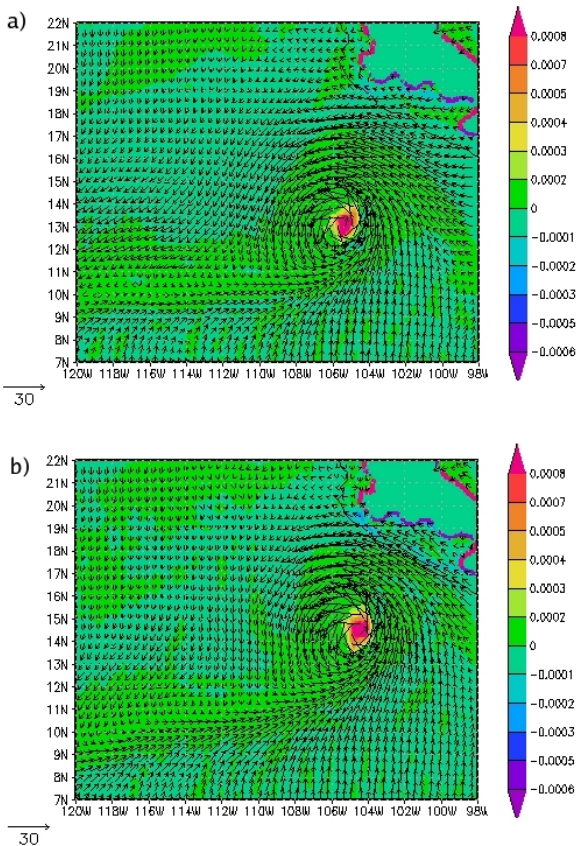 a)
22N
21N
20N
19N
18N
17N
16N
15N
14N
13N
12N
11N
10N
9N
8N
7N
120W 118W 116W 114W 112W 110W 108W 106W 104W 102W 100W 98W
0.0008
0.0007
0.0005
0.0004
0.0003
0.0002
0
-0.0001
-0.0002
-0.0003
-0.0005
-0.0006
30
b)
22N
21N
20N
19N
18N
17N
16N
15N
14N
13N
12N
11N
10N
9N
8N
7N
120W 118W 116W 114W 112W 110W 108W 106W 104W 102W 100W 98W
0.0008
0.0007
0.0005
0.0004
0.0003
0.0002
0
-0.0001
-0.0002
-0.0003
-0.0005
-0.0006
30